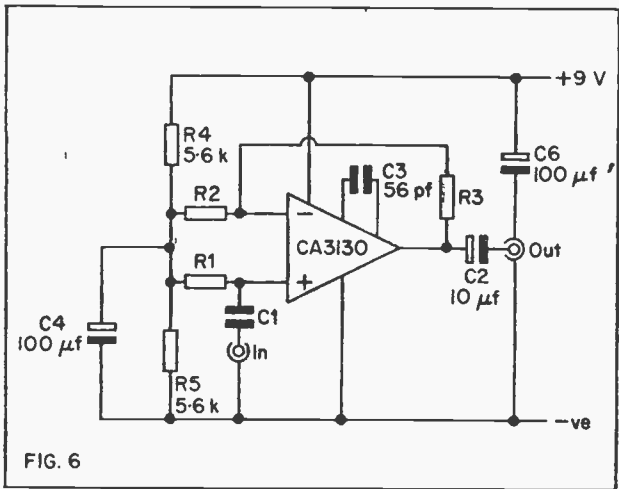 +9 V
R4
5·6 k
C6
100 µf
C3
56 pf
R2
R3
−
CA3130
R1
+
Out
C2
10 µf
C1
C4
100 µf
In
R5
5·6 k
−ve
FIG. 6